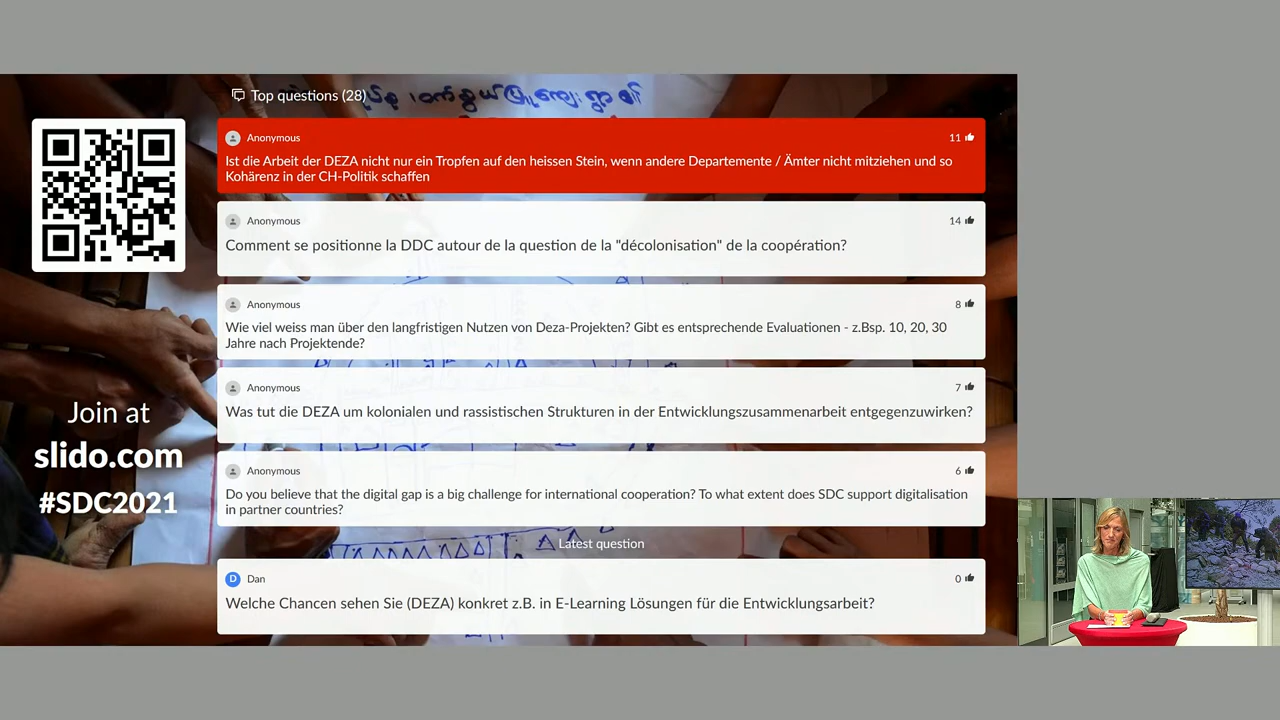 Top questions (28)
Anonymous
11
Ist die Arbeit der DEZA nicht nur ein Tropfen auf den heissen Stein, wenn andere Departemente / Ämter nicht mitziehen und so
Kohärenz in der CH-Politik schaffen
Anonymous
14
Comment se positionne la DDC autour de la question de la "décolonisation" de la coopération?
Anonymous
8
Wie viel weiss man über den langfristigen Nutzen von Deza-Projekten? Gibt es entsprechende Evaluationen - z.Bsp. 10, 20, 30
Jahre nach Projektende?
Anonymous
7
Was tut die DEZA um kolonialen und rassistischen Strukturen in der Entwicklungszusammenarbeit entgegenzuwirken?
Anonymous
6
Do you believe that the digital gap is a big challenge for international cooperation? To what extent does SDC support digitalisation
in partner countries?
Latest question
D
Dan
0
Welche Chancen sehen Sie (DEZA) konkret z.B. in E-Learning Lösungen für die Entwicklungsarbeit?
Join at
slido.com
#SDC2021